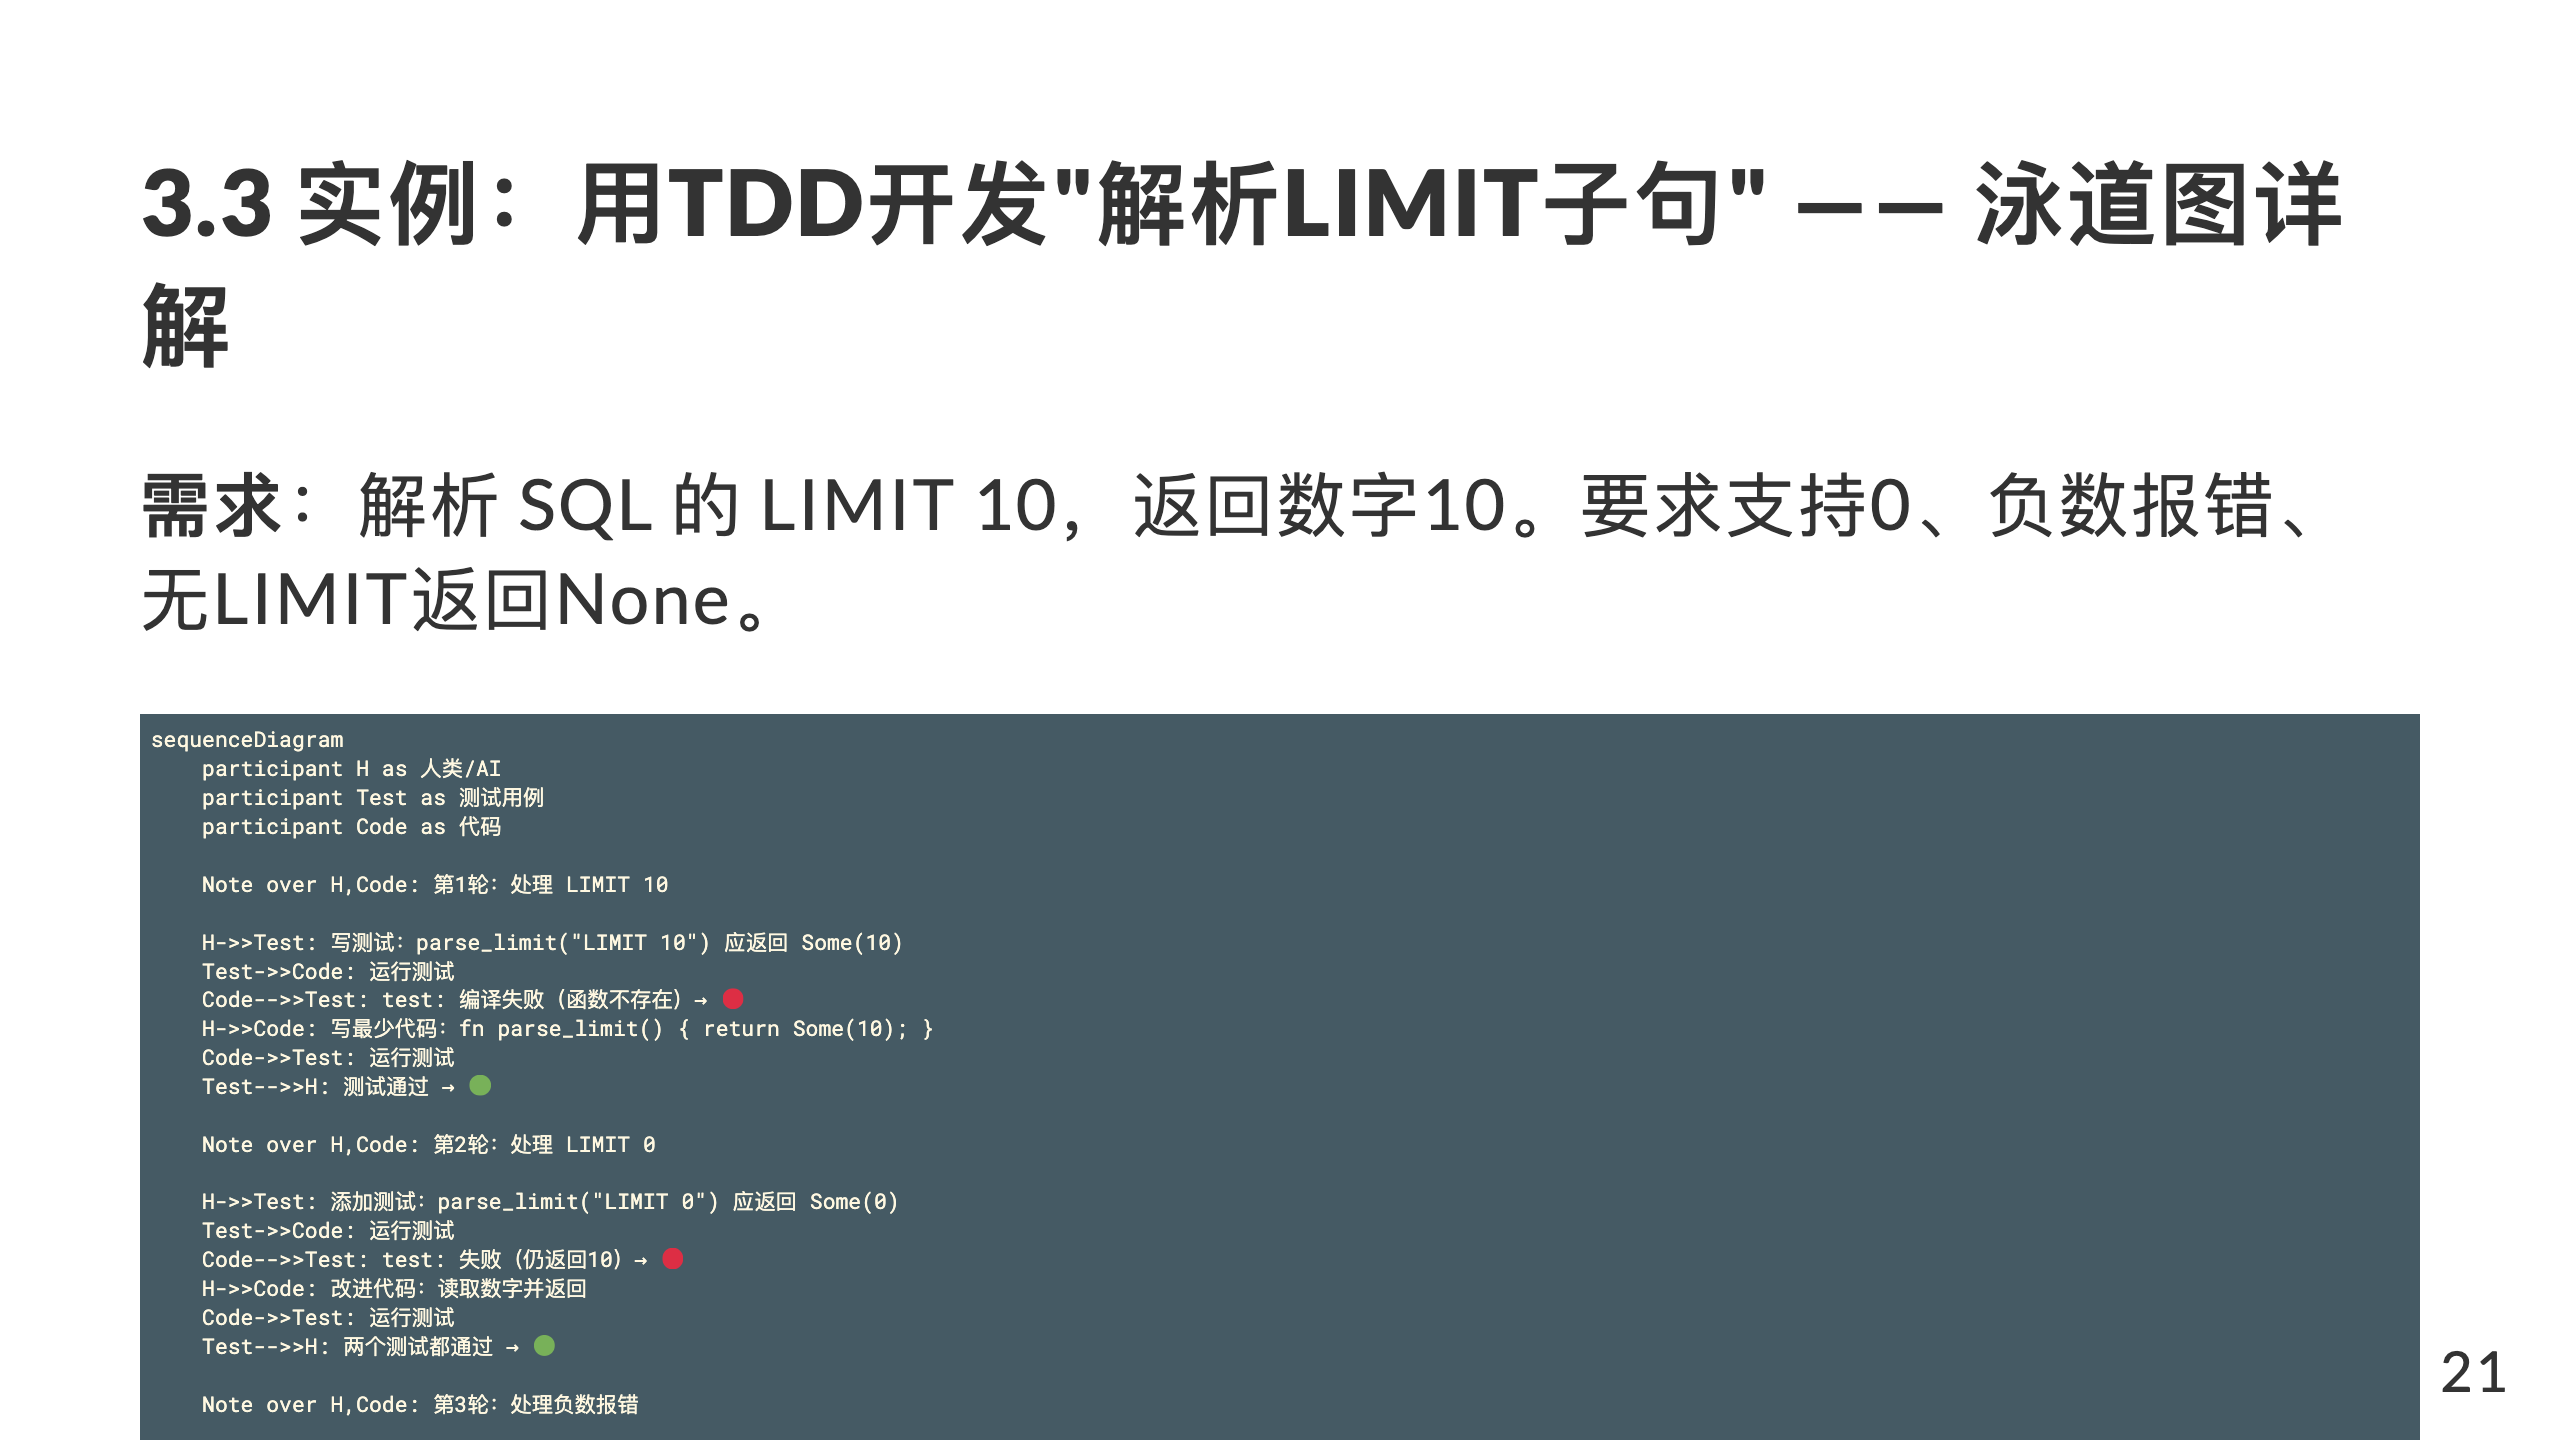 3.3 实例：用TDD开发"解析LIMIT子句" —— 泳道图详
解
需求：解析 SQL 的 LIMIT 10，返回数字10。要求支持0、负数报错、
无LIMIT返回None。
sequenceDiagram
    participant H as 人类/AI
    participant Test as 测试用例
    participant Code as 代码
    Note over H,Code: 第1轮：处理 LIMIT 10
    H->>Test: 写测试：parse_limit("LIMIT 10") 应返回 Some(10)
    Test->>Code: 运行测试
    Code-->>Test: test: 编译失败（函数不存在）→ 🔴
    H->>Code: 写最少代码：fn parse_limit() { return Some(10); }
    Code->>Test: 运行测试
    Test-->>H: 测试通过 → 🟢
    Note over H,Code: 第2轮：处理 LIMIT 0
    H->>Test: 添加测试：parse_limit("LIMIT 0") 应返回 Some(0)
    Test->>Code: 运行测试
    Code-->>Test: test: 失败（仍返回10）→ 🔴
    H->>Code: 改进代码：读取数字并返回
    Code->>Test: 运行测试
    Test-->>H: 两个测试都通过 → 🟢
    Note over H,Code: 第3轮：处理负数报错
21